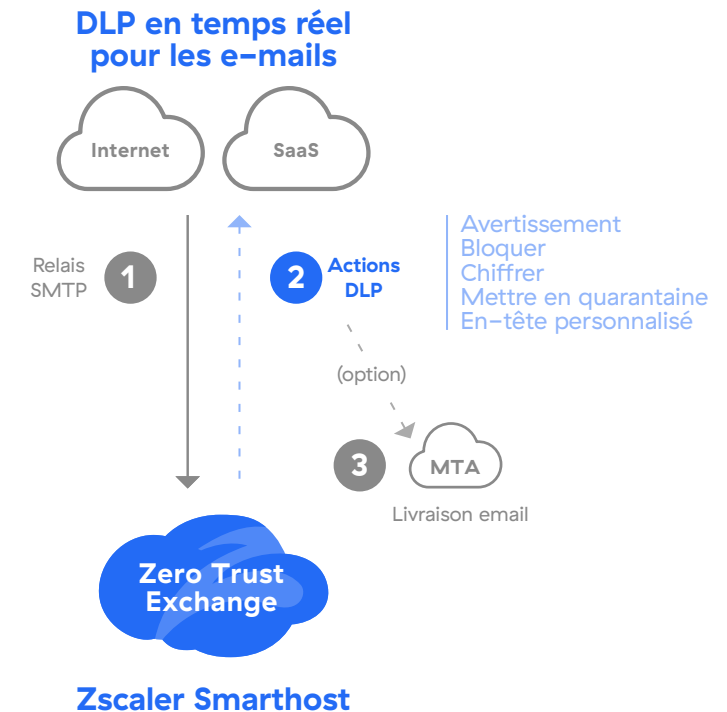 DLP en temps réel
pour les e-mails
Internet
SaaS
Relais
SMTP
1
2
Actions
DLP
Avertissement
Bloquer
Chiffrer
Mettre en quarantaine
En-tête personnalisé
(option)
3
MTA
Livraison email
Zero Trust
Exchange
Zscaler Smarthost